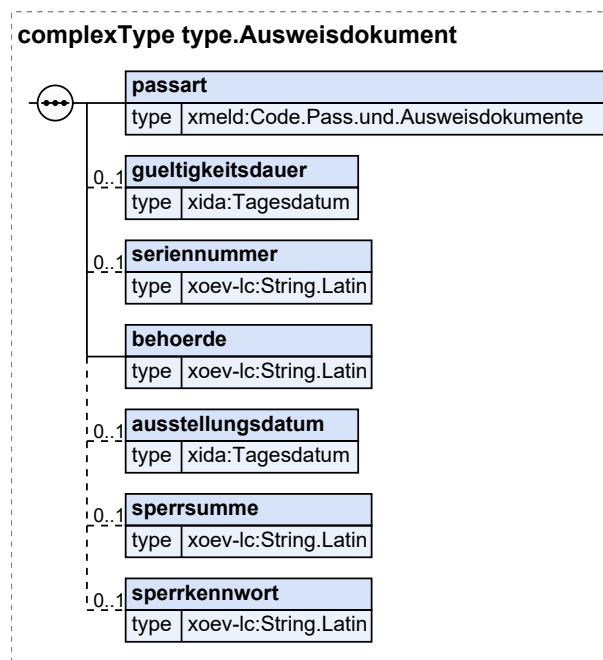 complexType type.Ausweisdokument
passart
type xmeld:Code.Pass.und.Ausweisdokumente
0..1 gueltigkeitsdauer
type xida:Tagesdatum
0..1 seriennummer
type xoev-lc:String.Latin
behoerde
type xoev-lc:String.Latin
0..1 ausstellungsdatum
type xida:Tagesdatum
0..1 sperrsumme
type xoev-lc:String.Latin
0..1 sperrkennwort
type xoev-lc:String.Latin